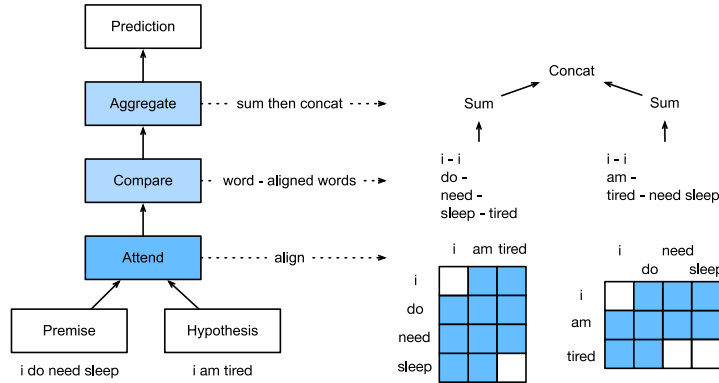 Prediction
Aggregate
Compare
Attend
Premise
Hypothesis
i do need sleep
i am tired
sum then concat
word - aligned words
align
Concat
Sum
Sum
i - i
do -
need -
sleep - tired
i - i
am -
tired - need sleep
i am tired
i
do
need
sleep
i need
do sleep
i
am
tired